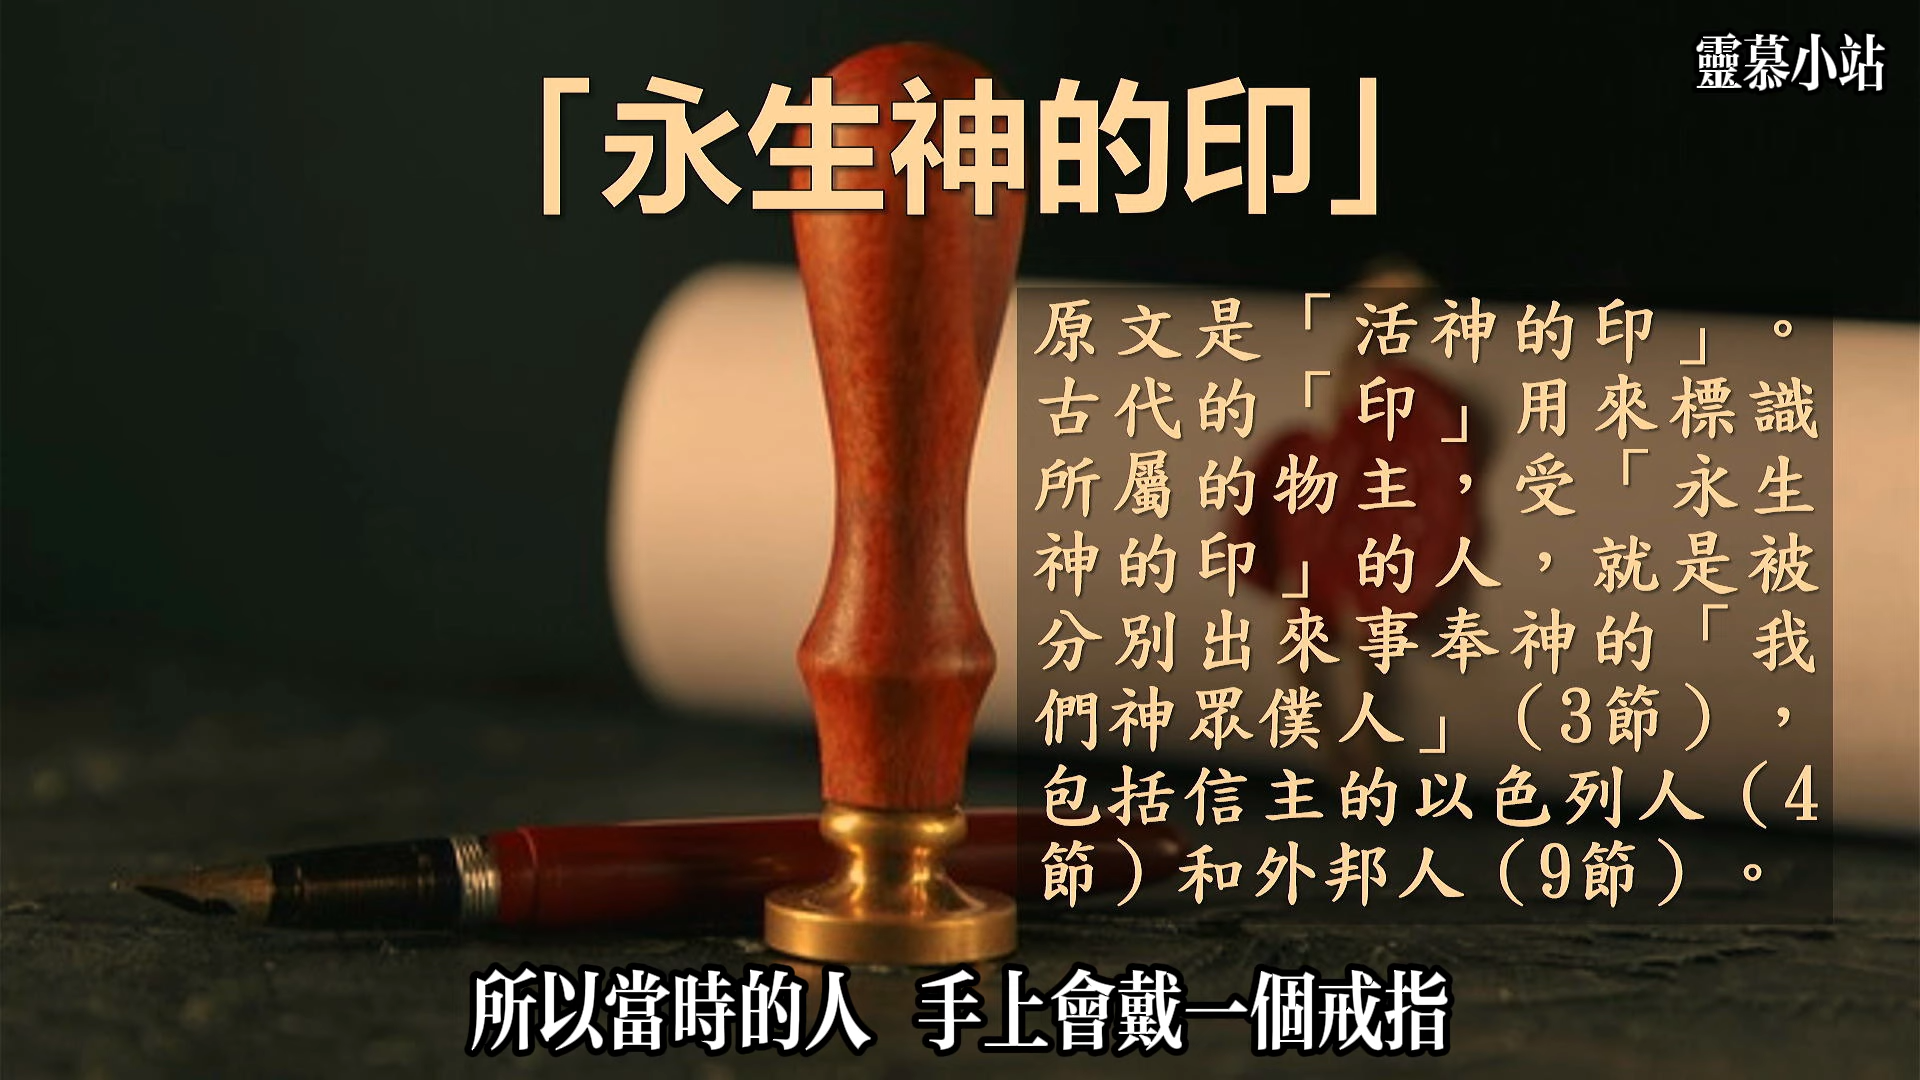 靈慕小站
「永生神的印」
原文是「活神的印」。
古代的「印」用來標識
所屬的物主，受「永生
神的印」的人，就是被
分別出來事奉神的「我
們神眾僕人」（3節），
包括信主的以色列人（4
節）和外邦人（9節）。
所以當時的人 手上會戴一個戒指